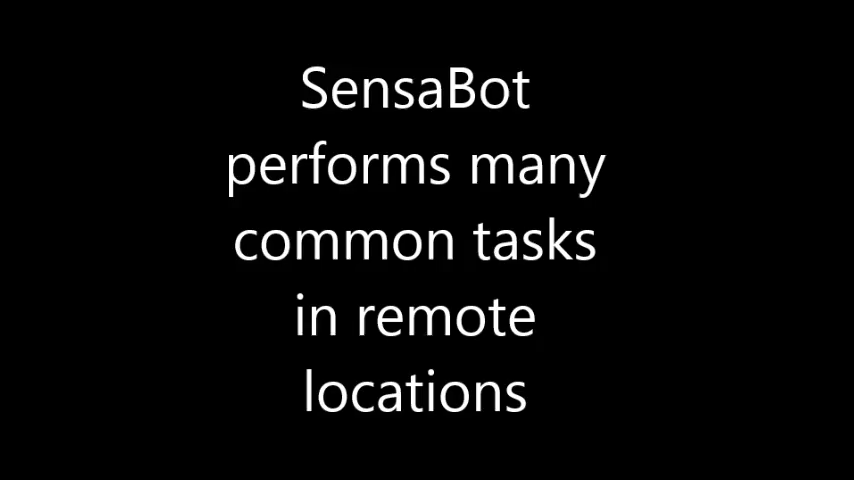 SensaBot
performs many
common tasks
in remote
locations